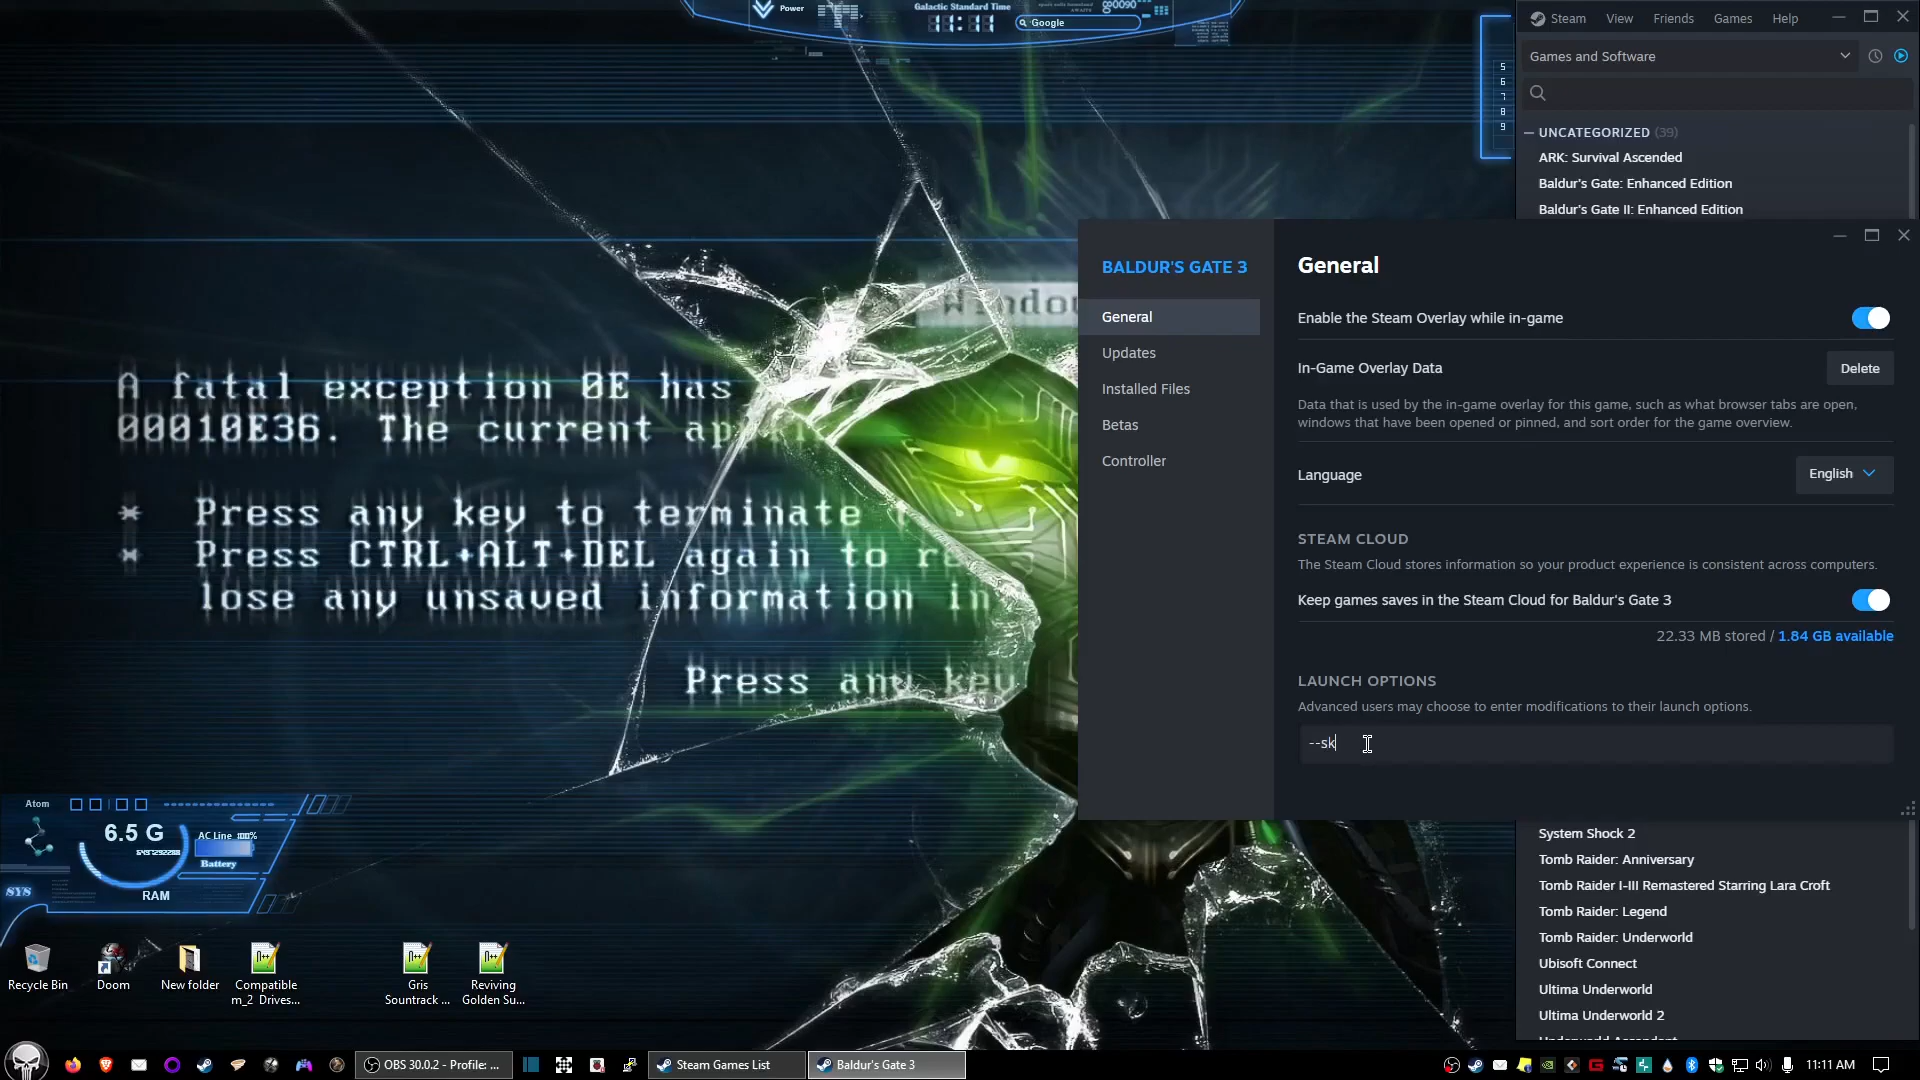 Power
Galactic Standard Time
11:11
Google
Steam View Friends Games Help
Games and Software
5
6
7
8
9
UNCATEGORIZED (39)
ARK: Survival Ascended
Baldur's Gate: Enhanced Edition
Baldur's Gate II: Enhanced Edition
BALDUR'S GATE 3
General
Updates
Installed Files
Betas
Controller
General
Enable the Steam Overlay while in-game
In-Game Overlay Data
Delete
Data that is used by the in-game overlay for this game, such as what browser tabs are open,
windows that have been opened or pinned, and sort order for the game overview.
Language
English
STEAM CLOUD
The Steam Cloud stores information so your product experience is consistent across computers.
Keep games saves in the Steam Cloud for Baldur's Gate 3
22.33 MB stored / 1.84 GB available
LAUNCH OPTIONS
Advanced users may choose to enter modifications to their launch options.
--sk
A fatal exception 0E has
00010E36. The current
* Press any key to terminate
* Press CTRL+ALT+DEL again to
lose any unsaved information in
Press any key
System Shock 2
Tomb Raider: Anniversary
Tomb Raider I-III Remastered Starring Lara Croft
Tomb Raider: Legend
Tomb Raider: Underworld
Ubisoft Connect
Ultima Underworld
Ultima Underworld 2
Underworld Ascendant
Atom
6.5 G
AC Line
Battery
SYS
RAM
Recycle Bin
Doom
New folder
Compatible
m_2 Drives...
Gris
Sountrack ...
Reviving
Golden Su...
OBS 30.0.2 - Profile: ...
Steam Games List
Baldur's Gate 3
11:11 AM